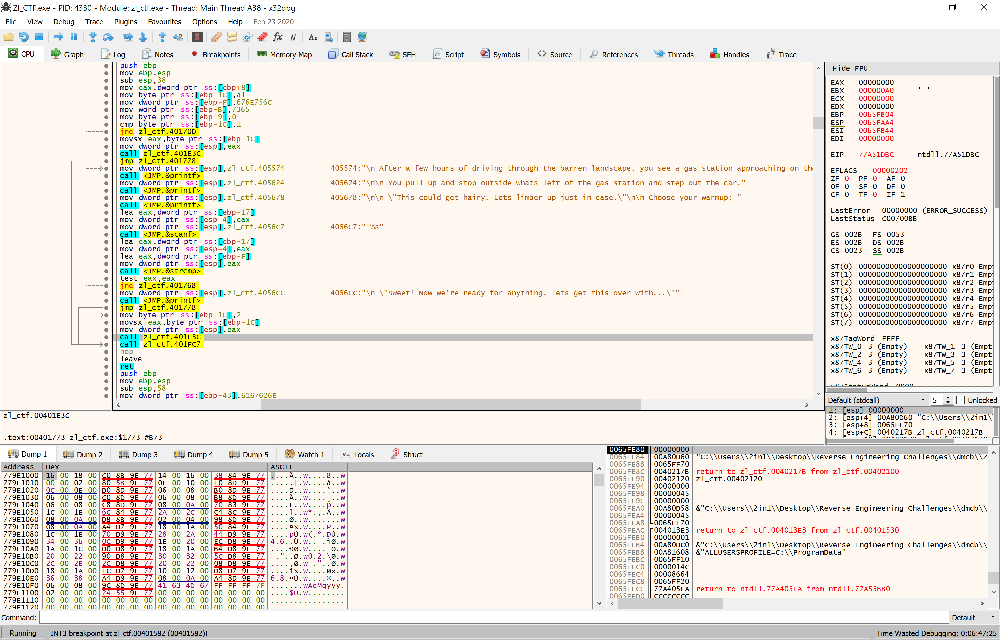 Zl_CTF.exe - PID: 4330 - Module: zl_ctf.exe - Thread: Main Thread A38 - x32dbg
File View Debug Trace Plugins Favourites Options Help Feb 23 2020
CPU Graph Log Notes Breakpoints Memory Map Call Stack SEH Script Symbols Source References Threads Handles Trace
push ebp
mov ebp,esp
sub esp,38
mov eax,dword ptr ss:[ebp+8]
mov byte ptr ss:[ebp-1C],al
mov dword ptr ss:[ebp-F],676E756C
mov word ptr ss:[ebp-B],7365
mov byte ptr ss:[ebp-9],0
cmp byte ptr ss:[ebp-1C],1
jne zl_ctf.40170D
movsx eax,byte ptr ss:[ebp-1C]
mov dword ptr ss:[esp],eax
call zl_ctf.401E3C
jmp zl_ctf.401778
mov dword ptr ss:[esp],zl_ctf.405574 405574:"\n After a few hours of driving through the barren landscape, you see a gas station approaching on
call <JMP.&printf>
mov dword ptr ss:[esp],zl_ctf.405624 405624:"\n\n You pull up and stop outside whats left of the gas station and step out the car."
call <JMP.&printf>
mov dword ptr ss:[esp],zl_ctf.405678 405678:"\n\n \"This could get hairy. Lets limber up just in case.\"\n\n Choose your warmup: "
call <JMP.&printf>
lea eax,dword ptr ss:[ebp-17]
mov dword ptr ss:[esp+4],eax
mov dword ptr ss:[esp],zl_ctf.4056C7 4056C7:" %s"
call <JMP.&scanf>
lea eax,dword ptr ss:[ebp-17]
mov dword ptr ss:[esp+4],eax
lea eax,dword ptr ss:[ebp-F]
mov dword ptr ss:[esp],eax
call <JMP.&strcmp>
test eax,eax
jne zl_ctf.401768
mov dword ptr ss:[esp],zl_ctf.4056CC 4056CC:"\n \"Sweet! Now we're ready for anything, lets get this over with...\""
call <JMP.&printf>
jmp zl_ctf.401778
mov byte ptr ss:[ebp-1C],2
movsx eax,byte ptr ss:[ebp-1C]
mov dword ptr ss:[esp],eax
call zl_ctf.401E3C
call zl_ctf.401FC7
nop
leave
ret
push ebp
mov ebp,esp
sub esp,58
mov dword ptr ss:[ebp-43],6167626E
Hide FPU
EAX 00000000
EBX 000000A0 ' '
ECX 00000000
EDX 00000000
EBP 0065FB04
ESP 0065FAA4
ESI 0065FB44
EDI 00000000
EIP 77A51DBC ntdll.77A51DBC
EFLAGS 00000202
ZF 0 PF 0 AF 0
OF 0 SF 0 DF 0
CF 0 TF 0 IF 1
LastError 00000000 (ERROR_SUCCESS)
LastStatus C00700BB
GS 002B FS 0053
ES 002B DS 002B
CS 0023 SS 002B
ST(0) 00000000000000000000 x87r0 Emp
ST(1) 00000000000000000000 x87r1 Emp
ST(2) 00000000000000000000 x87r2 Emp
ST(3) 00000000000000000000 x87r3 Emp
ST(4) 00000000000000000000 x87r4 Emp
ST(5) 00000000000000000000 x87r5 Emp
ST(6) 00000000000000000000 x87r6 Emp
ST(7) 00000000000000000000 x87r7 Emp
x87TagWord FFFF
x87TW_0 3 (Empty) x87TW_1 3 (Empt
x87TW_2 3 (Empty) x87TW_3 3 (Empt
x87TW_4 3 (Empty) x87TW_5 3 (Empt
x87TW_6 3 (Empty) x87TW_7 3 (Empt
x87StatusWord 0000
Default (stdcall) 5 Unlocked
1: [esp] 00000000
2: [esp+4] 00A80D60 "C:\\Users\\2in1\
3: [esp+8] 0065FF70
4: [esp+C] 0040217B zl_ctf.0040217B
zl_ctf.00401E3C
.text:00401773 zl_ctf.exe:$1773 #B73
Dump 1 Dump 2 Dump 3 Dump 4 Dump 5 Watch 1 [x=] Locals Struct
Address Hex ASCII
779E1000 16 00 18 00 C0 8B 9E 77 14 00 16 00 38 84 9E 77 ....À..w....8..w
779E1010 00 00 02 00 80 5B 9E 77 0E 00 10 00 E0 8D 9E 77 .....[.w....à..w
779E1020 0C 00 0E 00 D0 8D 9E 77 06 00 08 00 B0 8D 9E 77 ....Ð..w....°..w
779E1030 06 00 08 00 C0 8D 9E 77 06 00 08 00 B8 8D 9E 77 ....À..w....¸..w
779E1040 06 00 08 00 C8 8D 9E 77 08 00 0A 00 70 83 9E 77 ....È..w....p..w
779E1050 1C 00 1E 00 6C 84 9E 77 2A 00 2C 00 C4 8C 9E 77 ....l..w*.,.Ä..w
779E1060 08 00 0A 00 D8 8B 9E 77 02 00 04 00 98 8D 9E 77 ....Ø..w.......w
779E1070 08 00 0A 00 A4 D7 9E 77 18 00 1A 00 50 84 9E 77 ....¤×.w....P..w
779E1080 1C 00 1E 00 70 D9 9E 77 28 00 2A 00 44 D9 9E 77 ....pÙ.w(.*.DÙ.w
779E1090 34 00 36 00 0C D9 9E 77 1E 00 20 00 EC D8 9E 77 4.6..Ù.w.. .ìØ.w
779E10A0 1A 00 1C 00 D0 D8 9E 77 18 00 1A 00 B4 D8 9E 77 ....ÐØ.w....´Ø.w
779E10B0 20 00 22 00 90 D8 9E 77 30 00 32 00 5C D8 9E 77  ."..Ø.w0.2.\Ø.w
779E10C0 2C 00 2E 00 2C D8 9E 77 20 00 22 00 08 D8 9E 77 ,...,Ø.w ."..Ø.w
779E10D0 18 00 1A 00 EC D7 9E 77 10 00 12 00 D8 D7 9E 77 ....ì×.w....Ø×.w
779E10E0 36 00 38 00 A4 D9 9E 77 08 00 0A 00 A4 8D 9E 77 6.8.¤Ù.w....¤..w
779E10F0 06 00 08 00 9C 8D 9E 77 41 63 4D 67 FF FF FF 7F .......wAcMgÿÿÿ.
779E1100 02 00 00 00 24 55 9E 77 00 00 00 00 00 00 00 00 ....$U.w........
779E1110 00 00 00 00 00 00 00 00 00 00 00 00 00 00 00 00 ................
779E1120 00 00 00 00 00 00 00 00 00 00 00 00 00 00 00 00
0065FE80 00000000
0065FE84 00A80D60 "C:\\Users\\2in1\\Desktop\\Reverse Engineering Challenges\\dmcb\\Z
0065FE88 0065FF70
0065FE8C 0040217B return to zl_ctf.0040217B from zl_ctf.00402100
0065FE90 00402120 zl_ctf.00402120
0065FE94 00000000
0065FE98 00000045
0065FE9C 00000000
0065FEA0 00A80D58 &"C:\\Users\\2in1\\Desktop\\Reverse Engineering Challenges\\dmcb\\
0065FEA4 00000045
0065FEA8 0065FF70
0065FEAC 004013E3 return to zl_ctf.004013E3 from zl_ctf.00401530
0065FEB0 00000001
0065FEB4 00A80DC0 &"C:\\Users\\2in1\\Desktop\\Reverse Engineering Challenges\\dmcb\\
0065FEB8 00A81608 &"ALLUSERSPROFILE=C:\\ProgramData"
0065FEBC 0065FF10
0065FEC0 0000014C
0065FEC4 00008664
0065FEC8 0065FF20
0065FECC 77A405EA return to ntdll.77A405EA from ntdll.77A55BB0
0065FED0 CCCCCCCC
Command: Default
Running INT3 breakpoint at zl_ctf.00401582 (00401582)! Time Wasted Debugging: 0:06:47:25